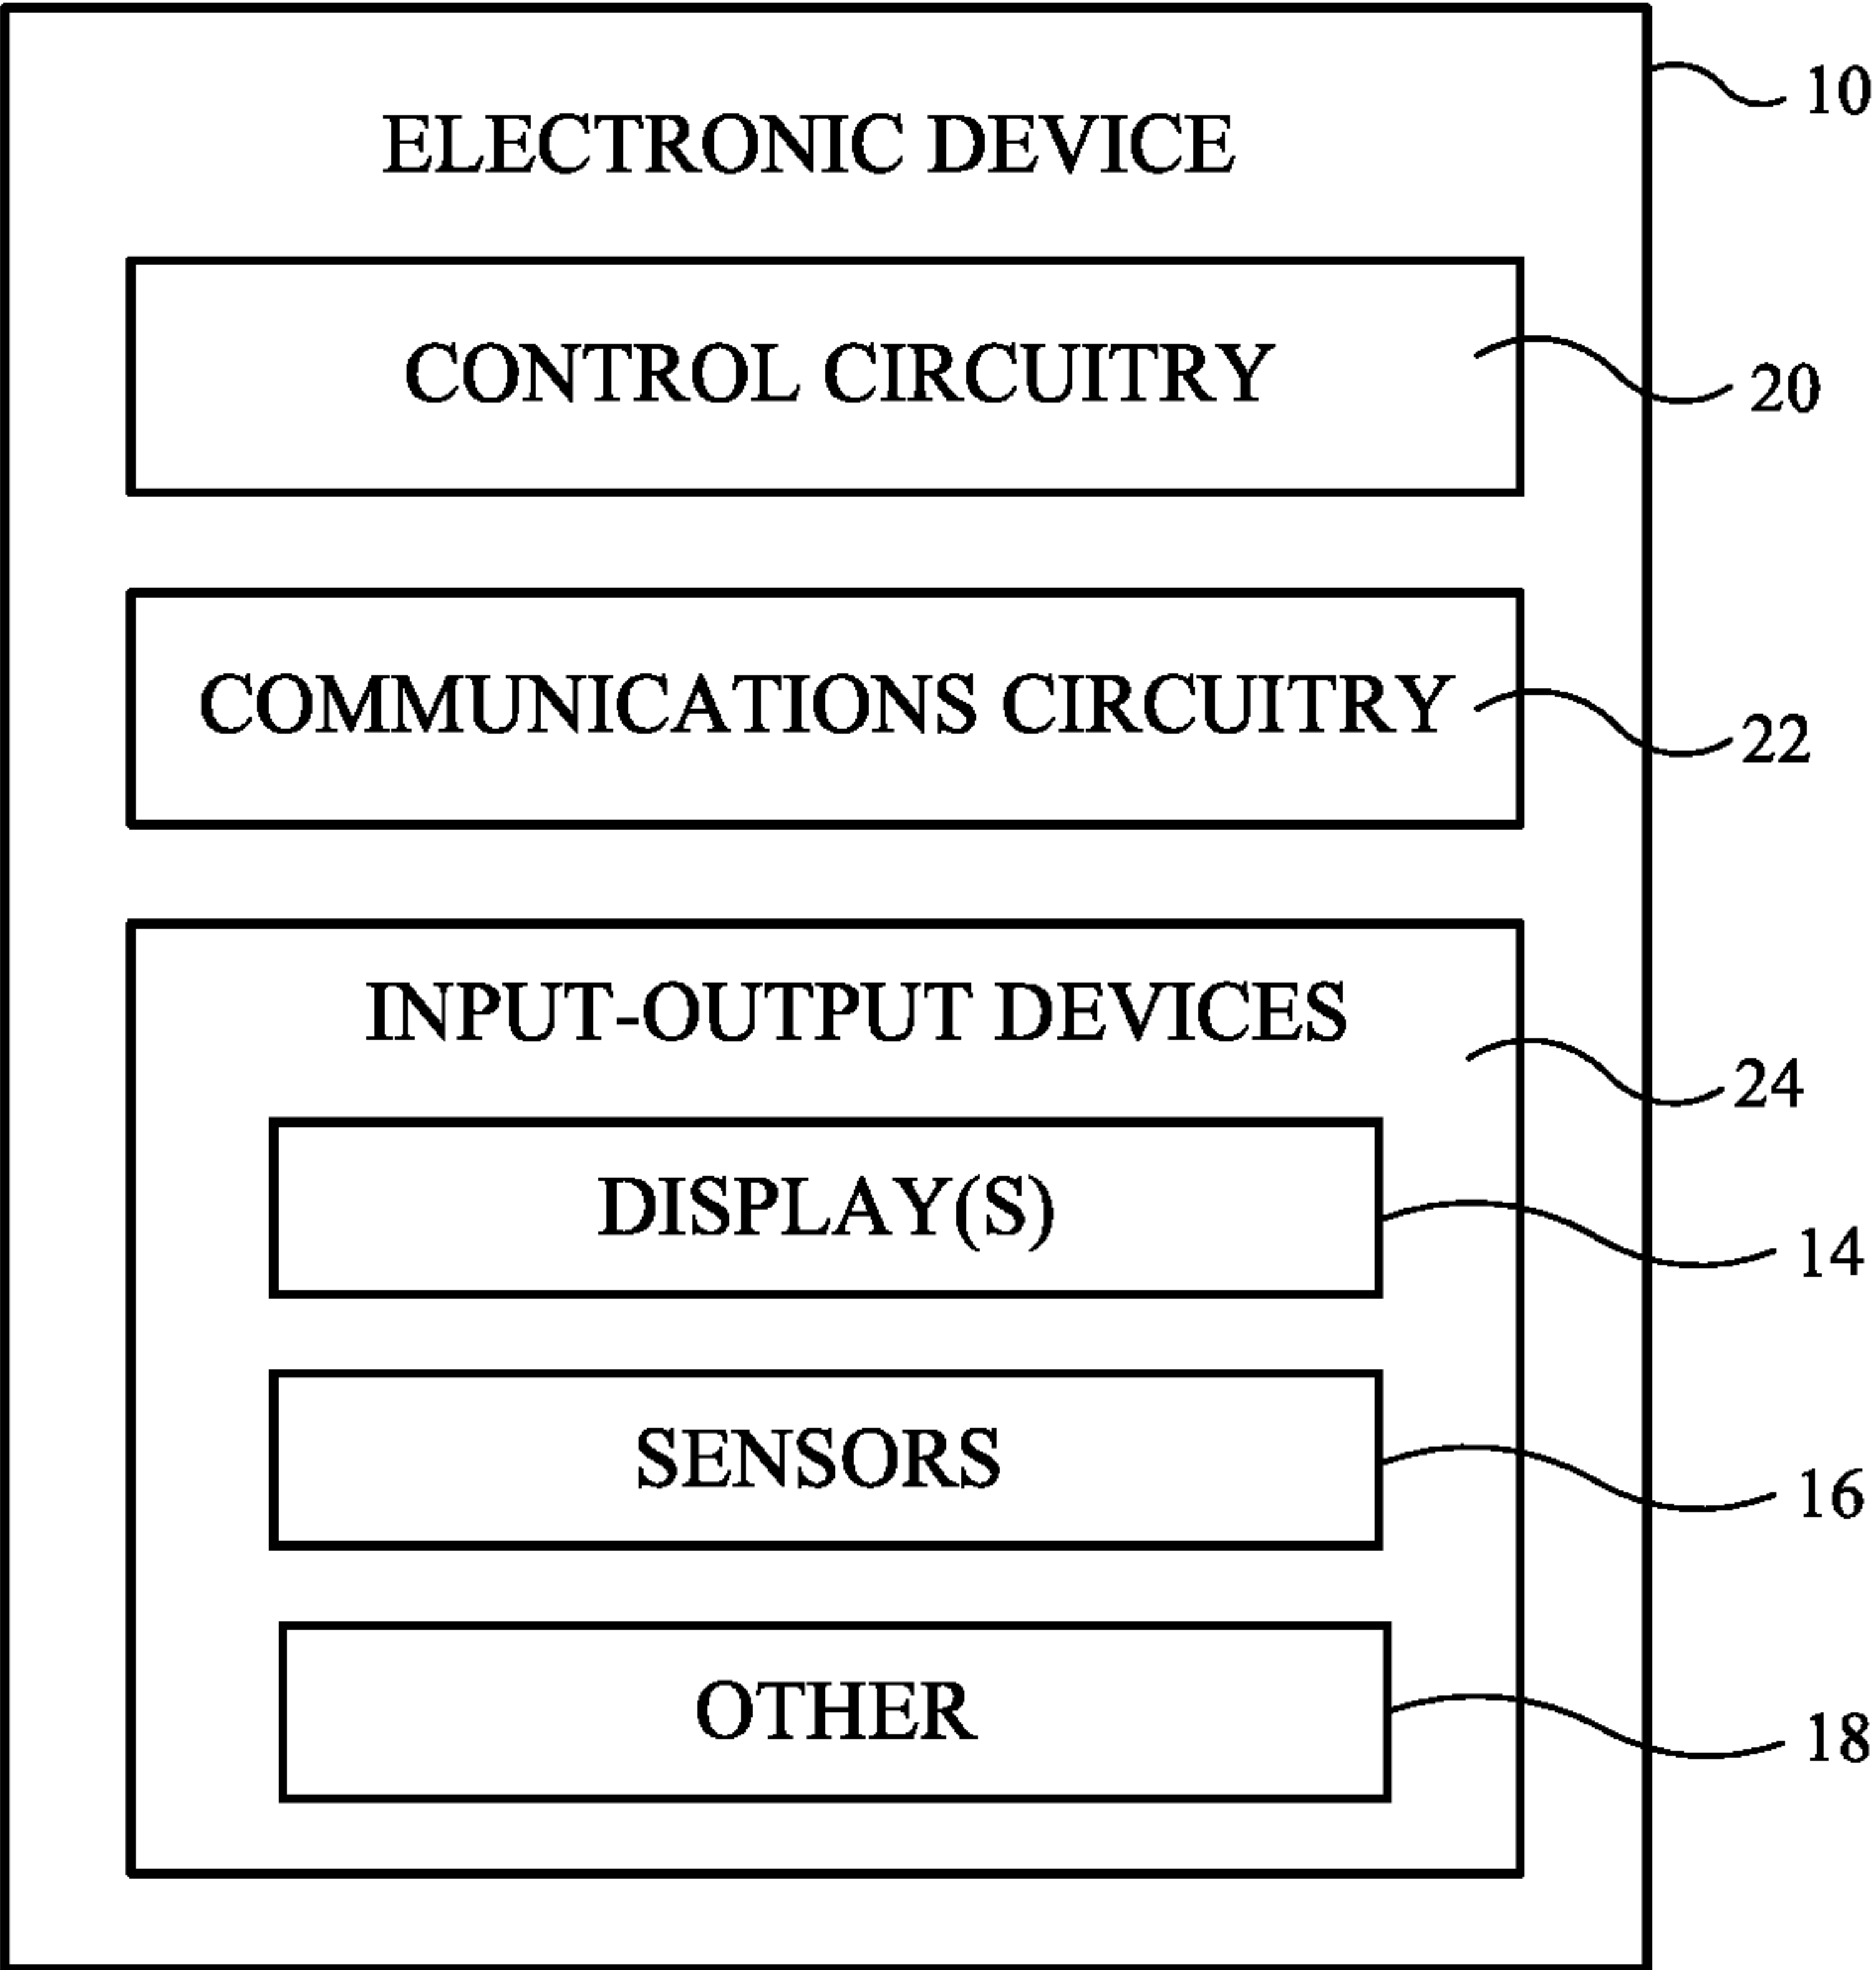 10
ELECTRONIC DEVICE
CONTROL CIRCUITRY
20
COMMUNICATIONS CIRCUITRY
22
INPUT-OUTPUT DEVICES
24
DISPLAY(S)
14
SENSORS
16
OTHER
18